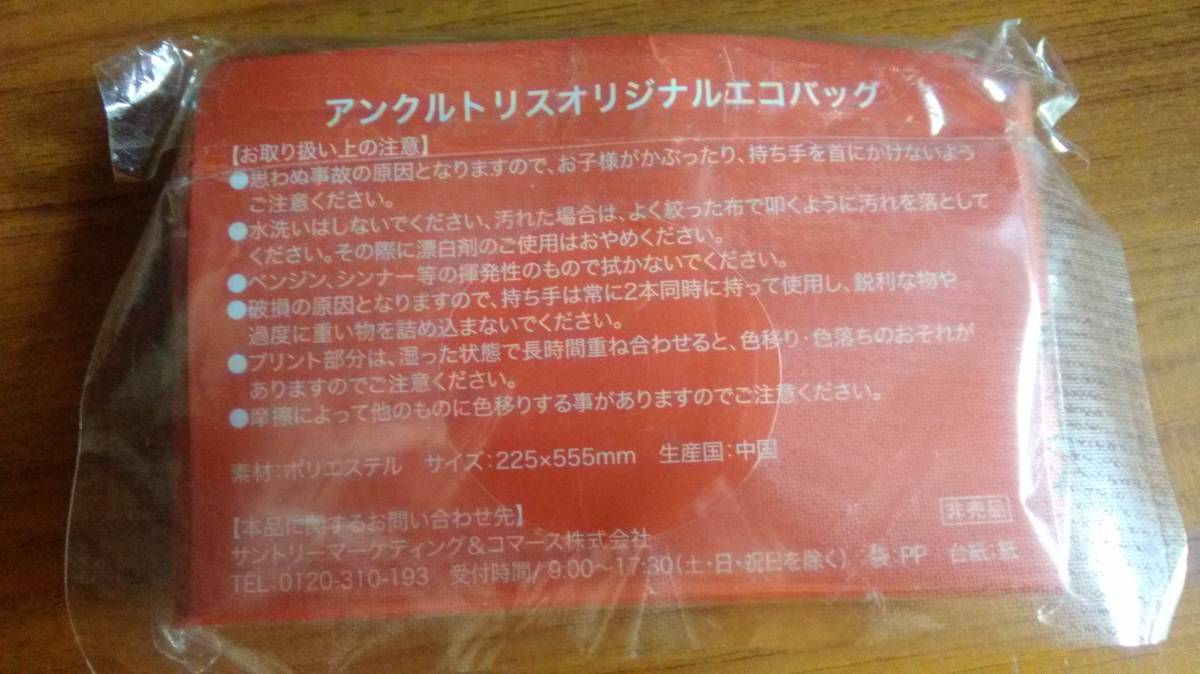 アンクルトリスオリジナルエコバッグ
【お取り扱い上の注意】
●思わぬ事故の原因となりますので、お子様がかぶったり、持ち手を首にかけないよう
ご注意ください。
●水洗いはしないでください、汚れた場合は、よく絞った布で叩くように汚れを落として
ください。その際に漂白剤のご使用はおやめください。
●ベンジン、シンナー等の揮発性のもので拭かないでください。
●破損の原因となりますので、持ち手は常に2本同時に持って使用し、鋭利な物や
過度に重い物を詰め込まないでください。
●プリント部分は、湿った状態で長時間重ね合わせると、色移り・色落ちのおそれが
ありますのでご注意ください。
●摩擦によって他のものに色移りする事がありますのでご注意ください。
素材:ポリエステル サイズ:225×555mm 生産国:中国
【本品に関するお問い合わせ先】
非売品
サントリーマーケティング&コマース株式会社
TEL.0120-310-193 受付時間/9:00~17:30(土・日・祝日を除く) 袋:PP 台紙:紙